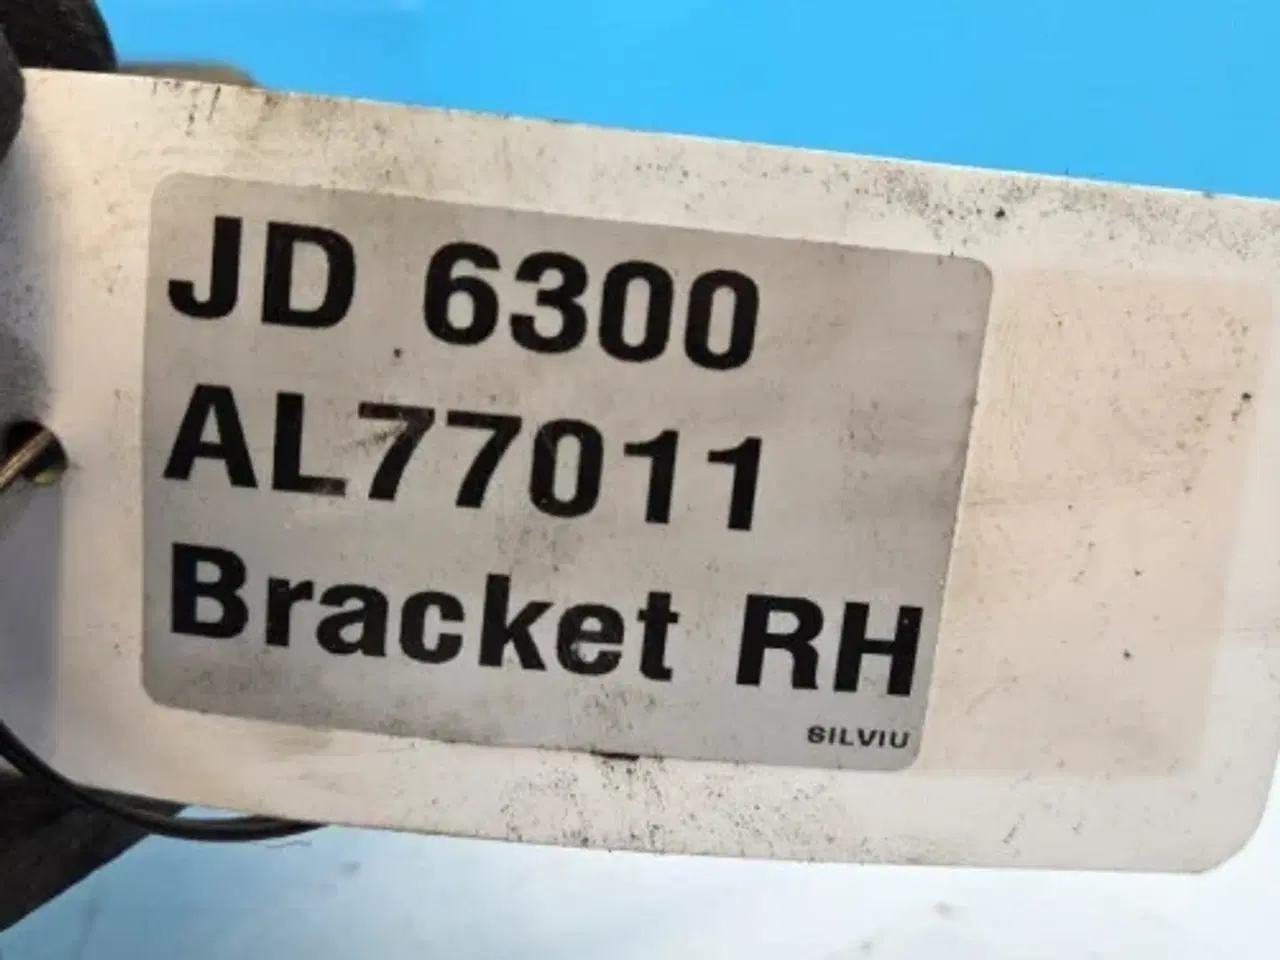 JD 6300
AL77011
Bracket RH
SILVIU